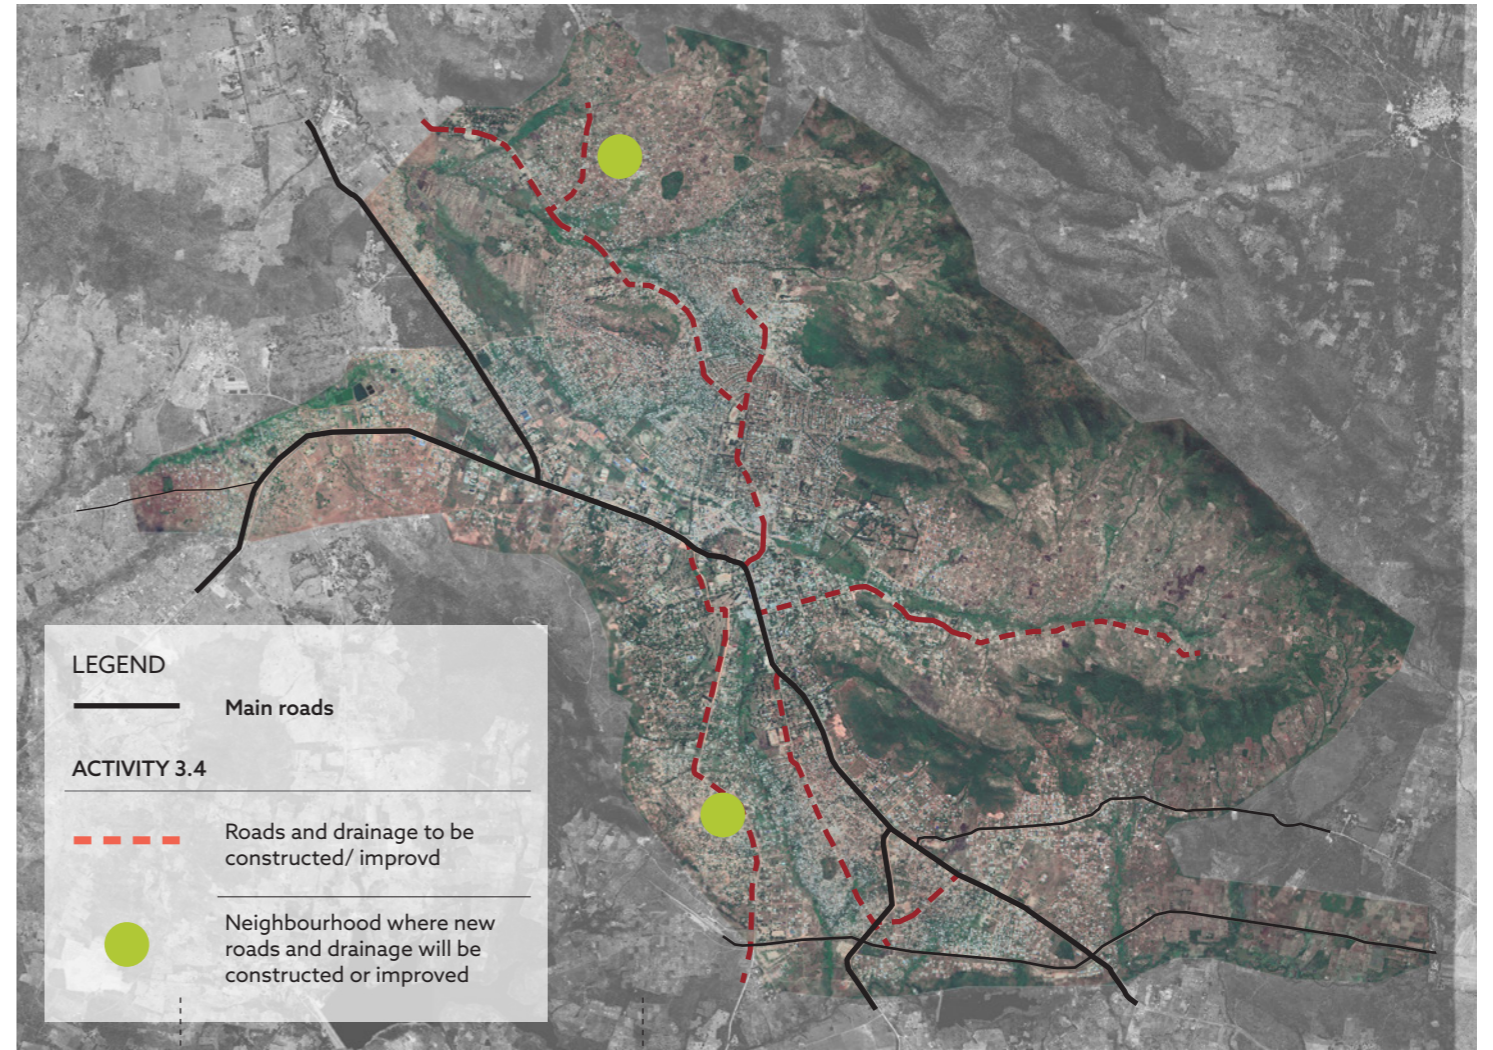 LEGEND
Main roads
ACTIVITY 3.4
Roads and drainage to be
constructed/ improvd
Neighbourhood where new
roads and drainage will be
constructed or improved